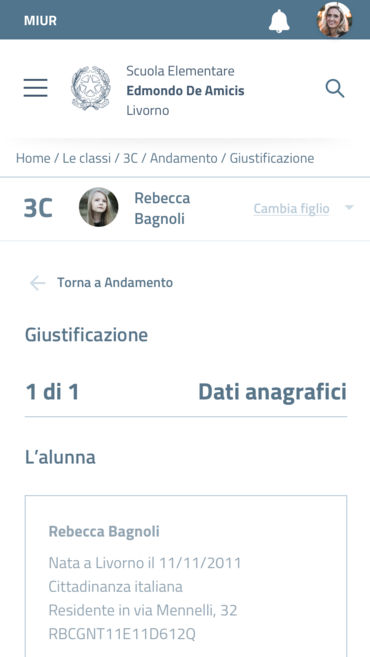 MIUR
Scuola Elementare
Edmondo De Amicis
Livorno
Home / Le classi / 3C / Andamento / Giustificazione
3C
Rebecca
Bagnoli
Cambia figlio
Torna a Andamento
Giustificazione
1 di 1 Dati anagrafici
L’alunna
Rebecca Bagnoli
Nata a Livorno il 11/11/2011
Cittadinanza italiana
Residente in via Mennelli, 32
RBCGNT11E11D612Q